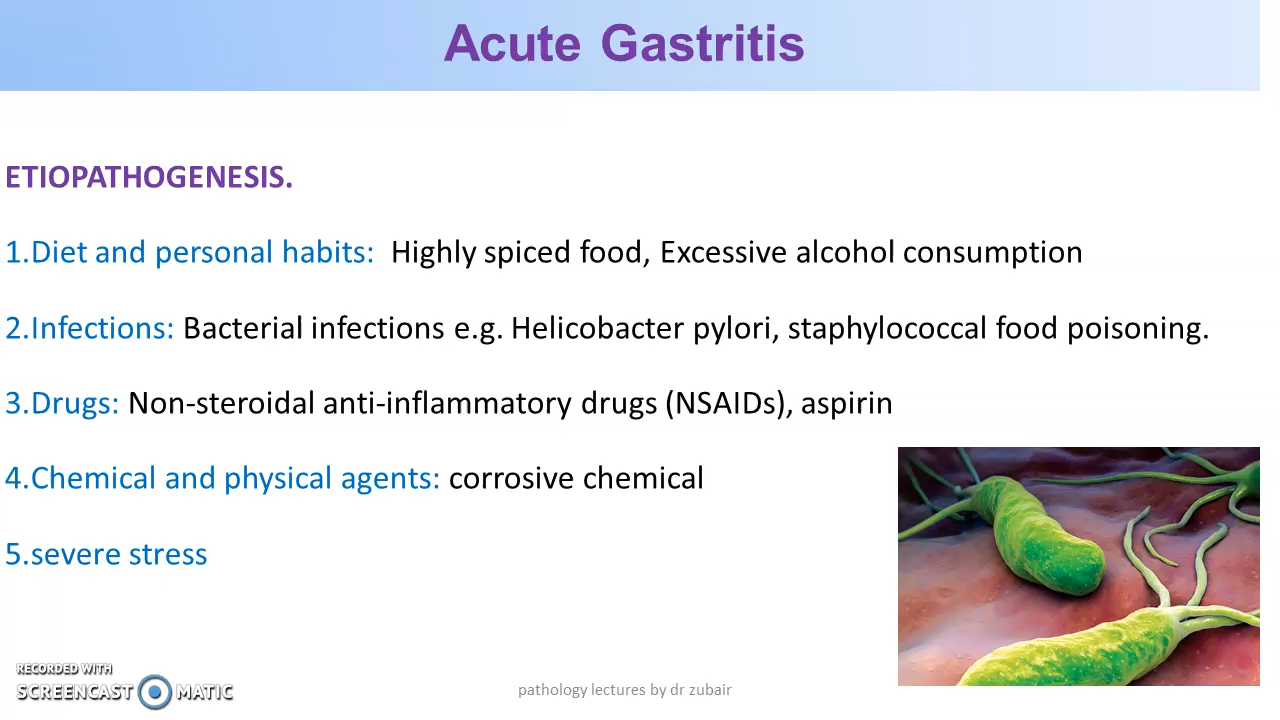 Acute Gastritis
ETIOPATHOGENESIS.
1.Diet and personal habits: Highly spiced food, Excessive alcohol consumption
2.Infections: Bacterial infections e.g. Helicobacter pylori, staphylococcal food poisoning.
3.Drugs: Non-steroidal anti-inflammatory drugs (NSAIDs), aspirin
4.Chemical and physical agents: corrosive chemical
5.severe stress
RECORDED WITH
SCREENCAST MATIC
pathology lectures by dr zubair